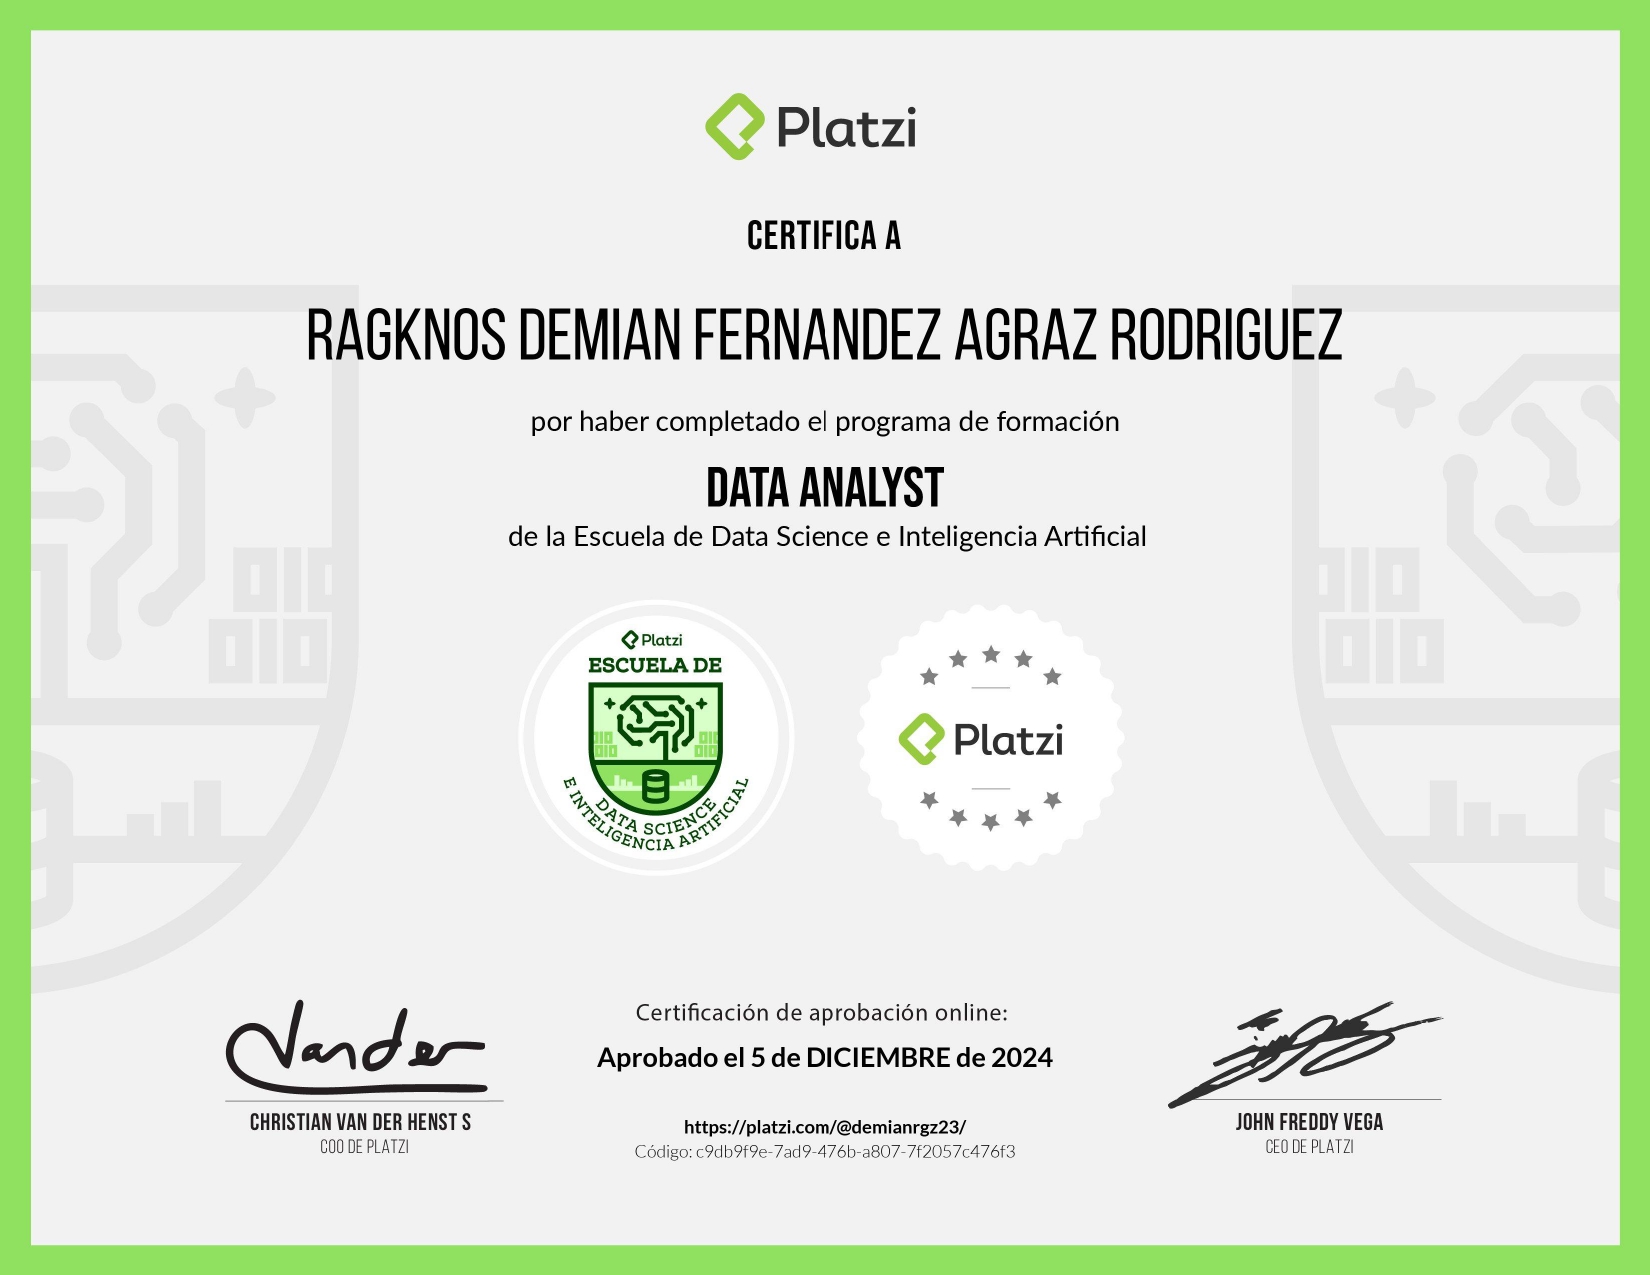 Platzi
CERTIFICA A
RAGKNOS DEMIAN FERNANDEZ AGRAZ RODRIGUEZ
por haber completado el programa de formación
DATA ANALYST
de la Escuela de Data Science e Inteligencia Artificial
Platzi
ESCUELA DE
DATA SCIENCE
E INTELIGENCIA ARTIFICIAL
Platzi
Vander
Certificación de aprobación online:
Aprobado el 5 de DICIEMBRE de 2024
CHRISTIAN VAN DER HENST S
COO DE PLATZI
https://platzi.com/@demianrgz23/
Código: c9db9f9e-7ad9-476b-a807-7f2057c476f3
JOHN FREDDY VEGA
CEO DE PLATZI